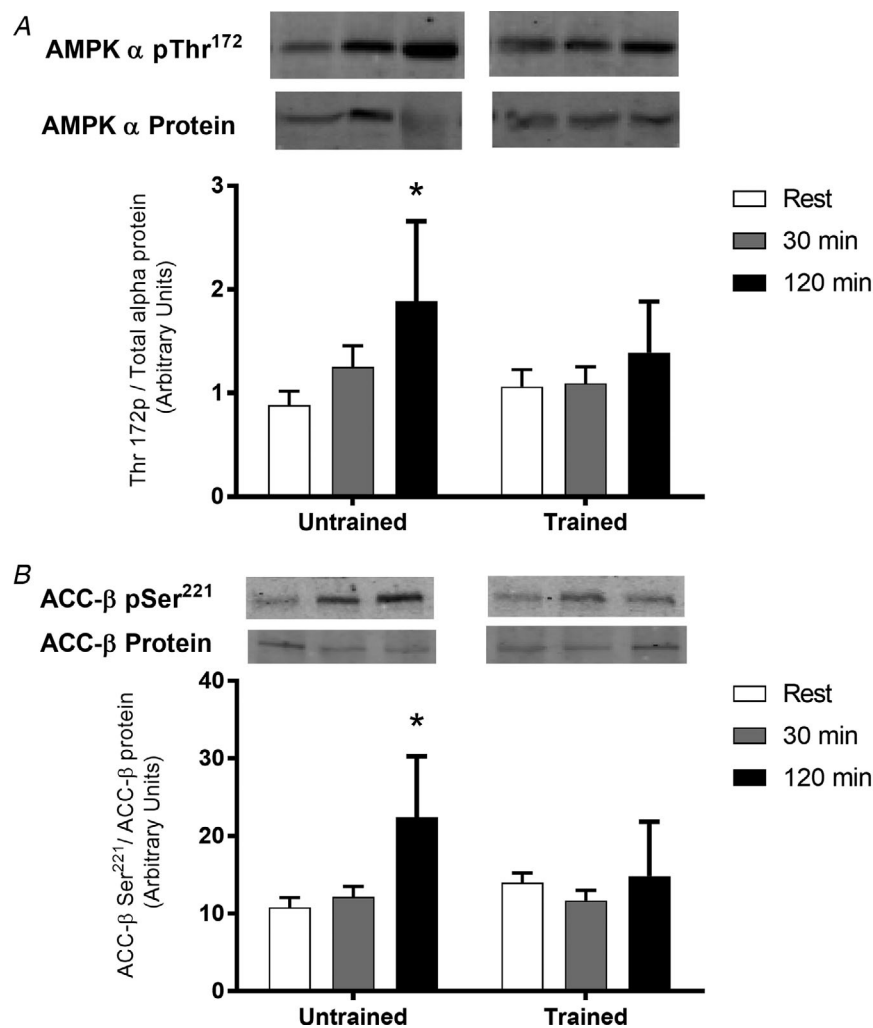 A
AMPK α pThr¹⁷²
AMPK α Protein
Thr 172p / Total alpha protein
(Arbitrary Units)
3
2
1
0
*
Untrained
Trained
Rest
30 min
120 min
B
ACC-β pSer²²¹
ACC-β Protein
ACC-β Ser²²¹/ ACC-β protein
(Arbitrary Units)
40
30
20
10
0
*
Untrained
Trained
Rest
30 min
120 min